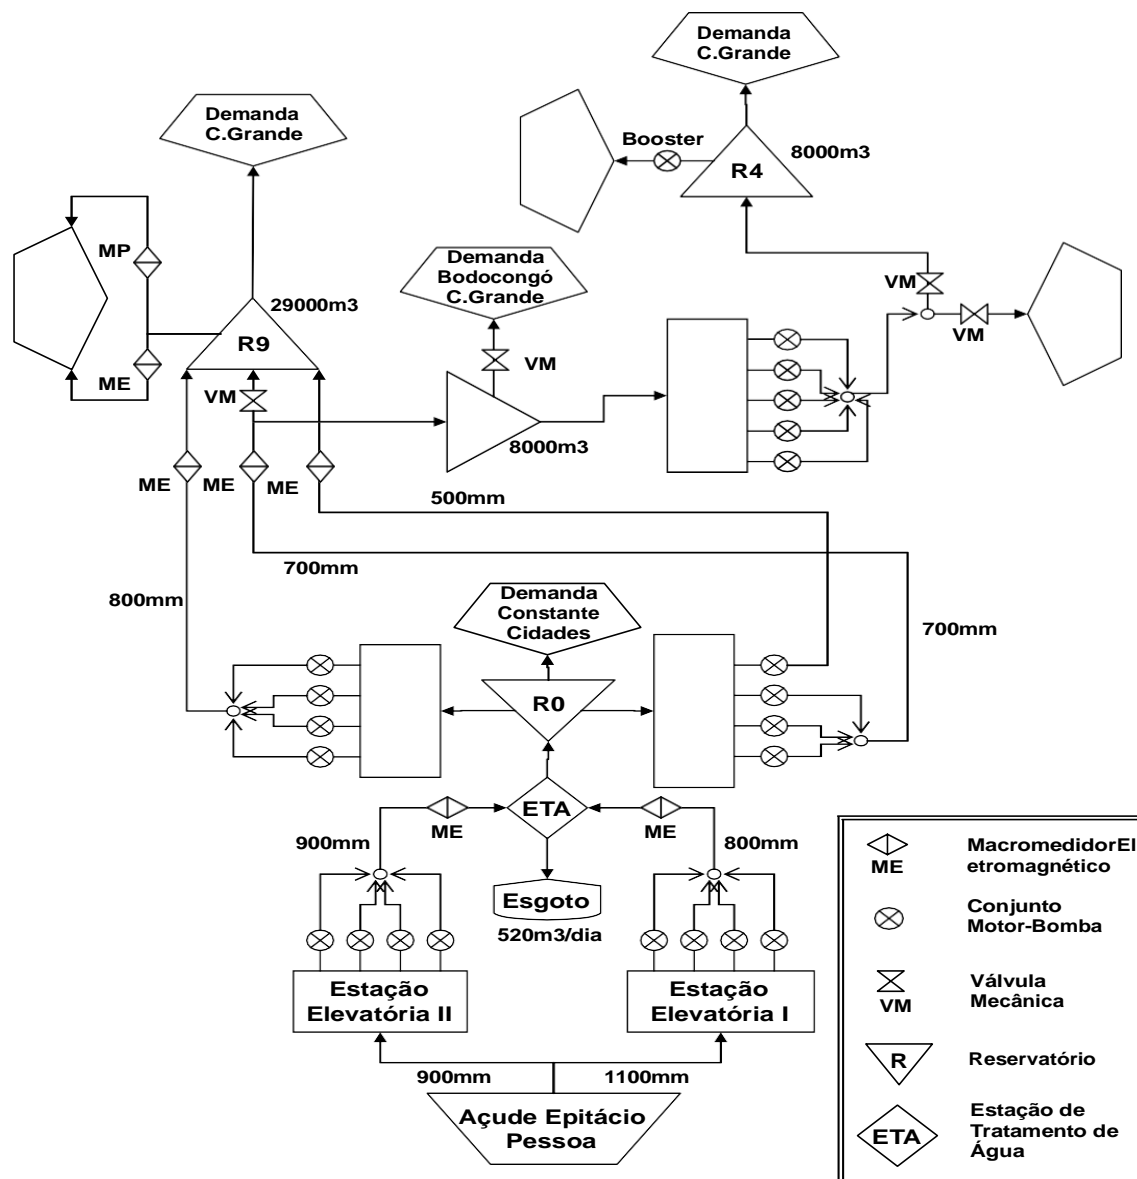 Demanda
C.Grande
Demanda
C.Grande
Booster
8000m3
R4
MP
29000m3
R9
ME
VM
Demanda
Bodocongó
C.Grande
VM
8000m3
VM
VM
ME
ME
ME
500mm
700mm
800mm
700mm
Demanda
Constante
Cidades
R0
ETA
ME
ME
900mm
800mm
Esgoto
520m3/dia
Estação
Elevatória II
Estação
Elevatória I
900mm
1100mm
Açude Epitácio
Pessoa
ME
MacromedidorEl
etromagnético
Conjunto
Motor-Bomba
VM
Válvula
Mecânica
R
Reservatório
ETA
Estação de
Tratamento de
Água